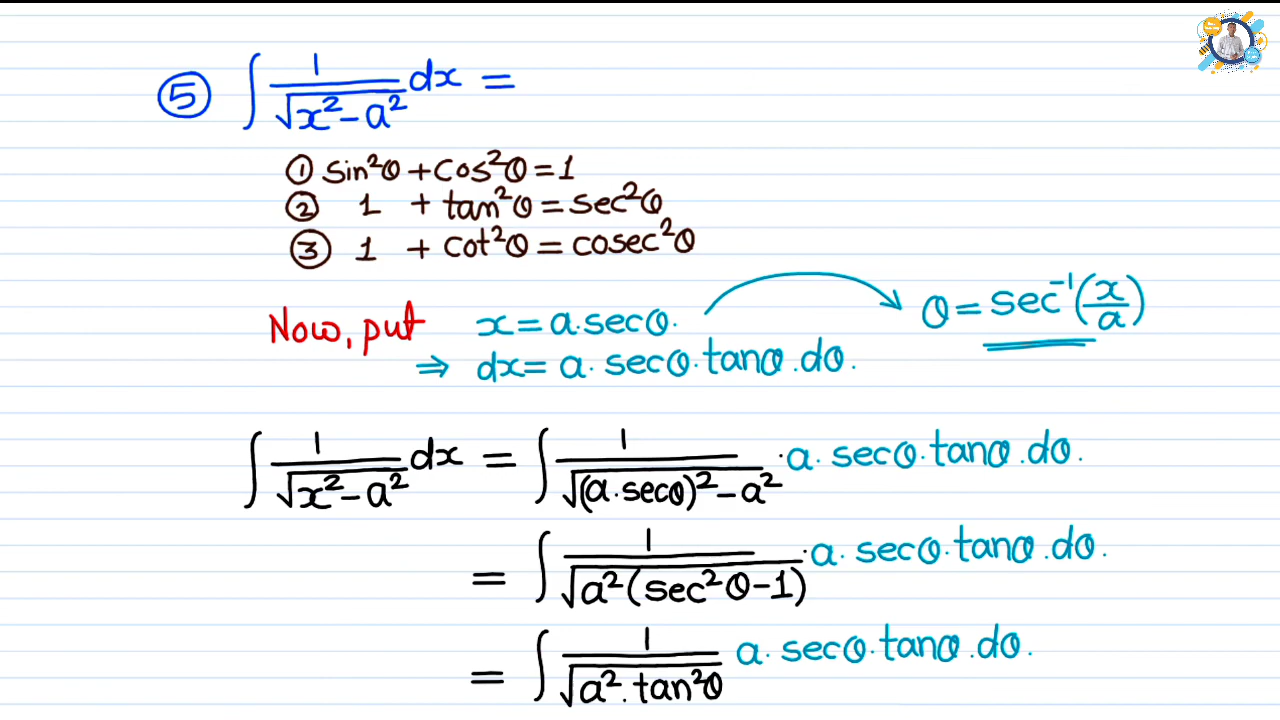 ⑤ ∫ 1/√(x² - a²) dx =
① Sin²θ + Cos²θ = 1
② 1 + tan²θ = Sec²θ
③ 1 + Cot²θ = cosec²θ
Now, put x = a.secθ. θ = sec⁻¹(x/a)
⇒ dx = a. secθ.tanθ.dθ.
∫ 1/√(x² - a²) dx = ∫ 1/√((a.secθ)² - a²) . a. secθ.tanθ.dθ.
= ∫ 1/√(a²(sec²θ - 1)) . a. secθ.tanθ.dθ.
= ∫ 1/√(a².tan²θ) a. secθ.tanθ.dθ.